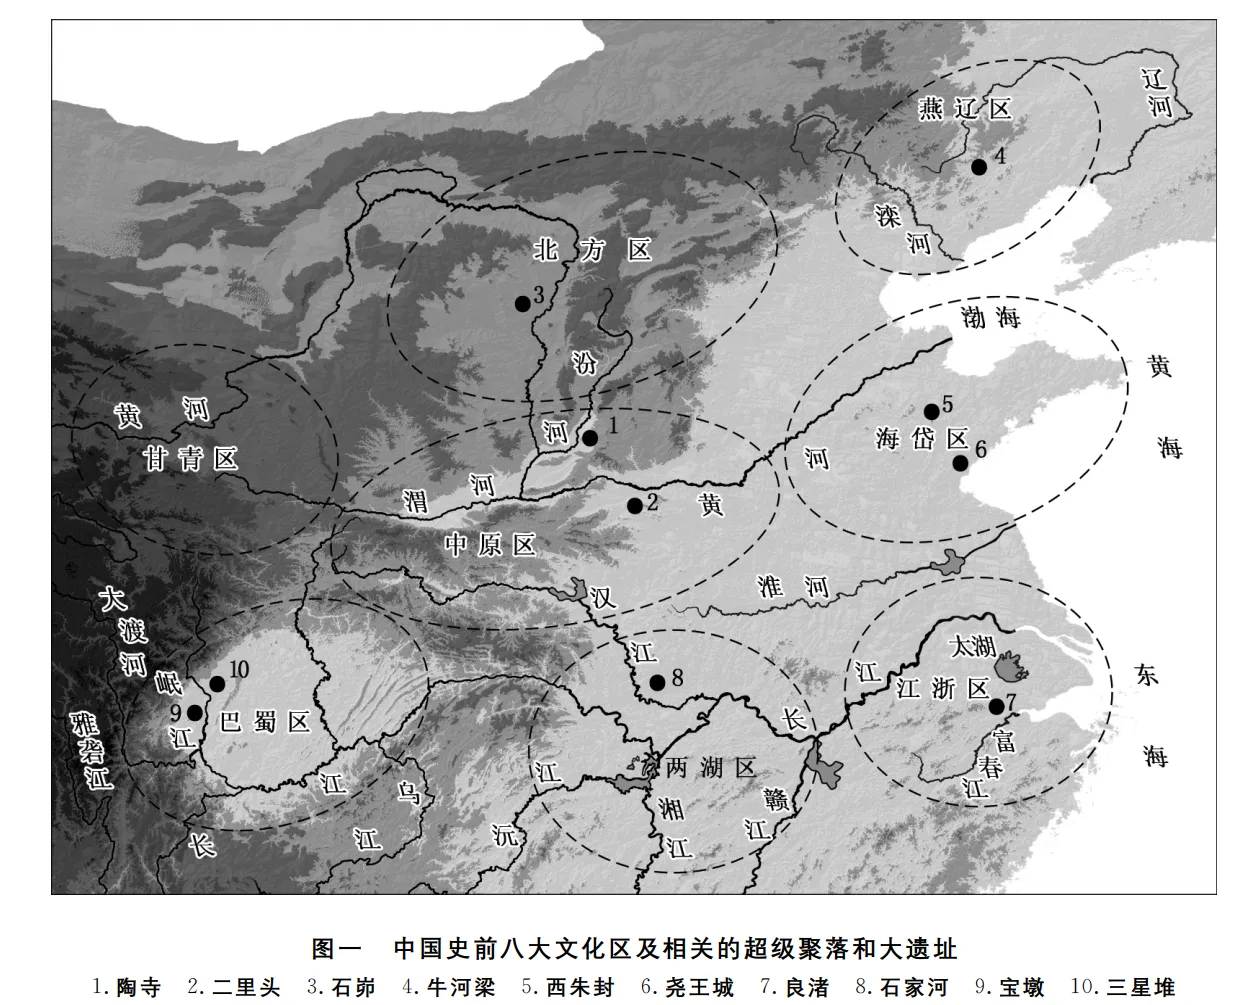 燕辽区
辽河
4
滦河
北方区
3
渤海
黄海
汾河
1
5
海岱区
6
黄河
甘青区
渭河
2
黄河
中原区
淮河
汉江
大渡河
岷江
10
9
巴蜀区
雅砻江
8
江
太湖
江浙区
7
东海
长
富春江
两湖区
江
乌江
湘江
赣江
沅江
长
图一 中国史前八大文化区及相关的超级聚落和大遗址
1.陶寺 2.二里头 3.石峁 4.牛河梁 5.西朱封 6.尧王城 7.良渚 8.石家河 9.宝墩 10.三星堆